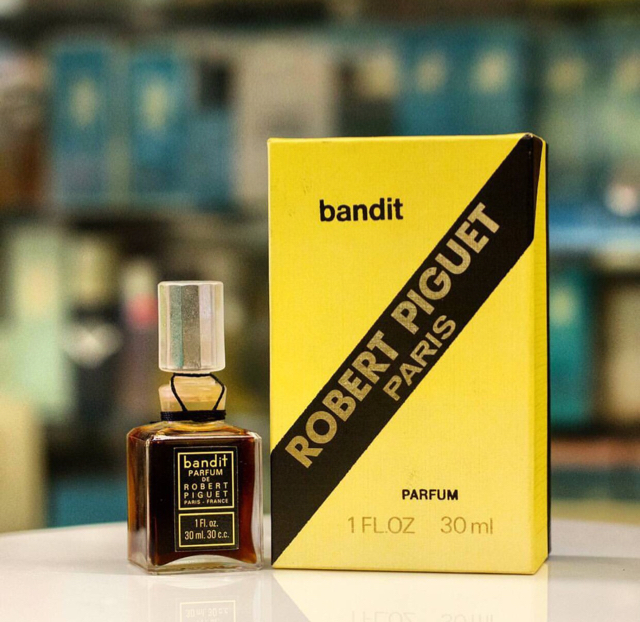 bandit
ROBERT PIGUET
PARIS
PARFUM
1 FL.OZ 30 ml
bandit
PARFUM
DE
ROBERT
PIGUET
PARIS - FRANCE
1 Fl. oz.
30 ml. 30 c.c.